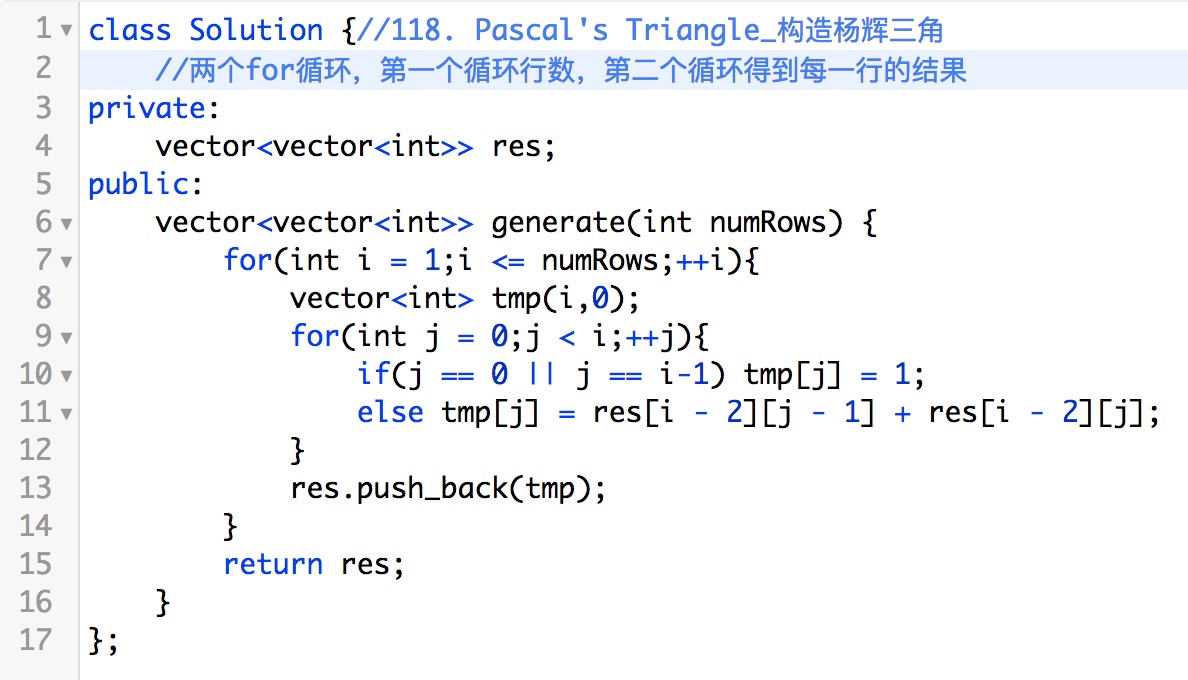 1 class Solution {//118. Pascal's Triangle_构造杨辉三角
2     //两个for循环，第一个循环行数，第二个循环得到每一行的结果
3 private:
4     vector<vector<int>> res;
5 public:
6     vector<vector<int>> generate(int numRows) {
7         for(int i = 1;i <= numRows;++i){
8             vector<int> tmp(i,0);
9             for(int j = 0;j < i;++j){
10                 if(j == 0 || j == i-1) tmp[j] = 1;
11                 else tmp[j] = res[i - 2][j - 1] + res[i - 2][j];
12             }
13             res.push_back(tmp);
14         }
15         return res;
16     }
17 };